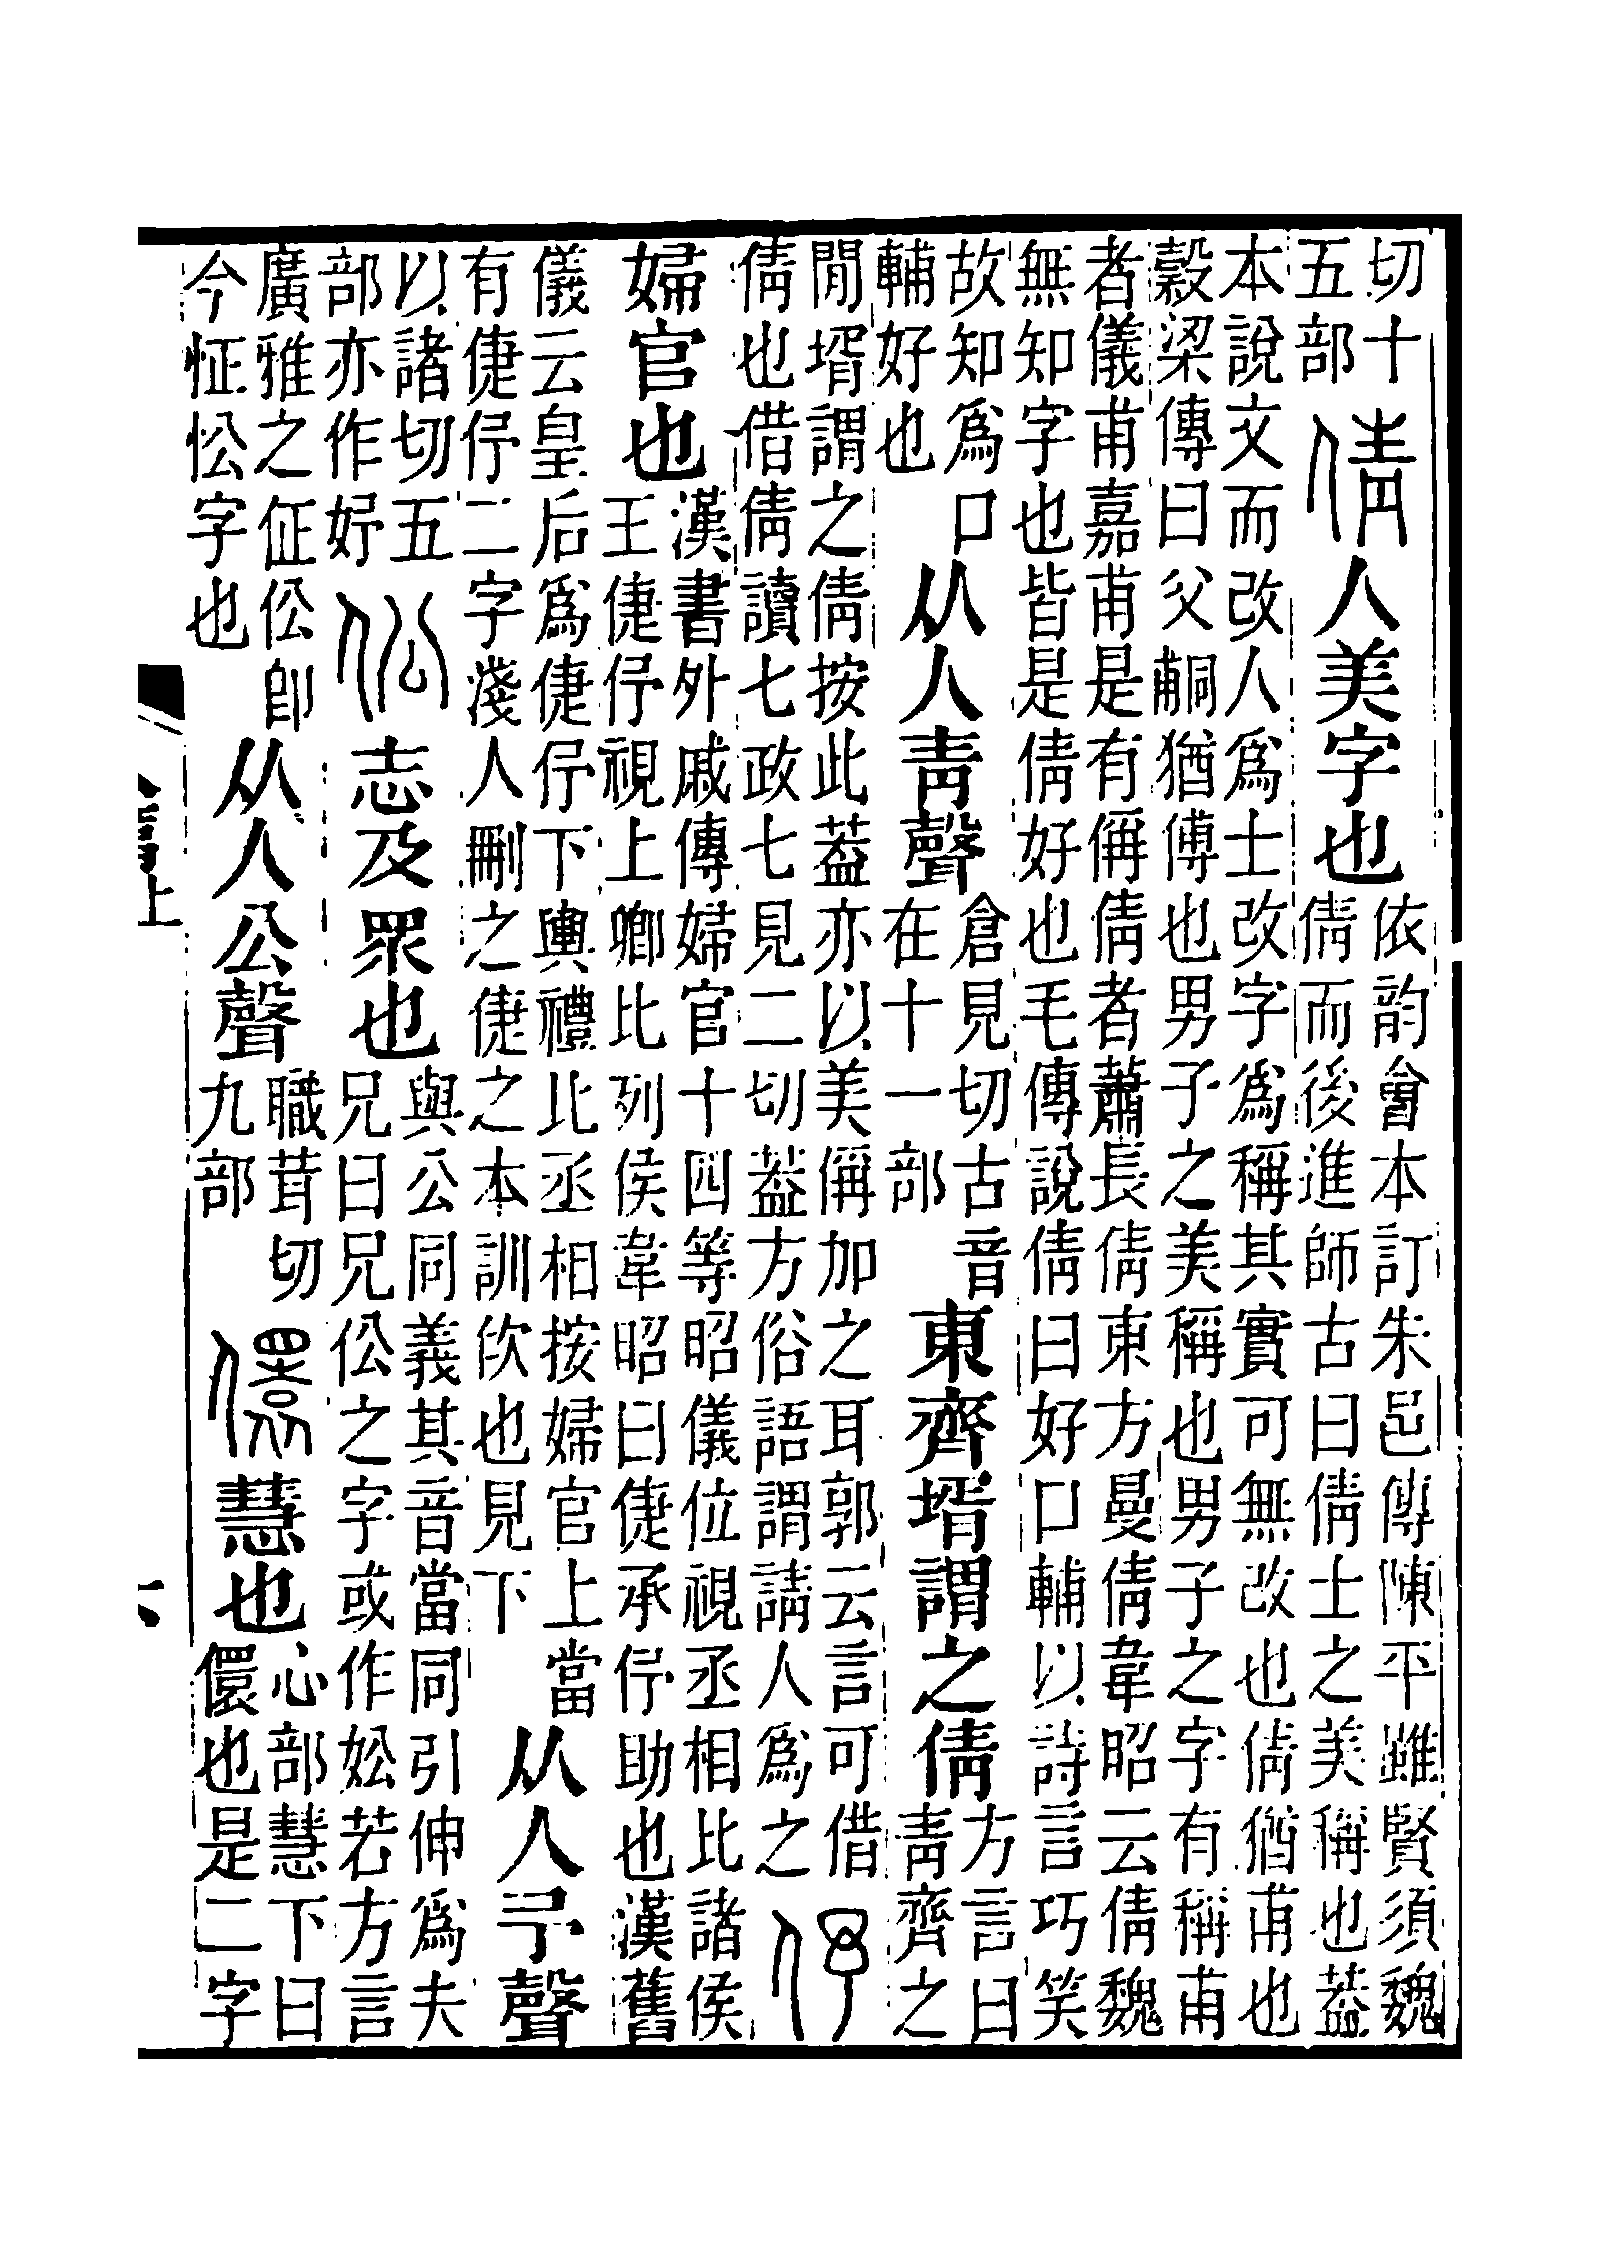 切十五部倩人美字也依韵會本訂朱邑傳陳平雖賢須魏倩而後進師古曰倩士之美稱也葢
本說文而改人爲士改字爲稱其實可無改也倩猶甫也穀梁傳曰父同甫猶傅也男子之美稱也男子之字有稱甫
者儀甫嘉甫是有偁倩者蕭長倩東方曼倩韋昭云倩魏無知字也皆是倩好也毛傳說倩曰好口輔以詩言巧笑
故知爲口輔好也从人靑聲倉見切古音在十一部東齊壻謂之倩方言曰靑齊之
閒壻謂之倩按此葢亦以美偁加之耳郭云言可借倩也借倩讀七政七見二切葢方俗語謂請人爲之伃
婦官也漢書外戚傳婦官十四等昭儀位視丞相比諸侯王倢伃視上卿比列侯韋昭曰倢承伃助也漢舊
儀云皇后爲倢伃下輿禮比丞相按婦官上當有倢伃二字淺人刪之倢之本訓佽也見下从人予聲
以諸切五部亦作妤伀志及眾也與公同義其音當同引伸爲夫兄曰兄伀之字或作妐若方言
廣雅之佂伀卽今怔忪字也从人公聲職茸切九部儇慧也心部慧下曰儇也是二字